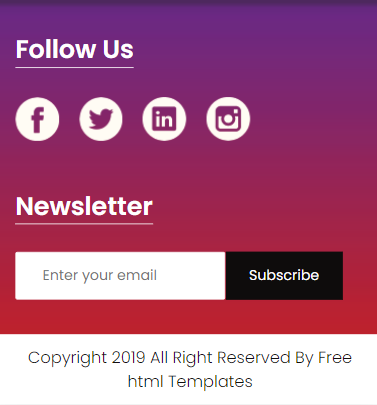 Follow Us
Newsletter
Enter your email
Subscribe
Copyright 2019 All Right Reserved By Free
html Templates